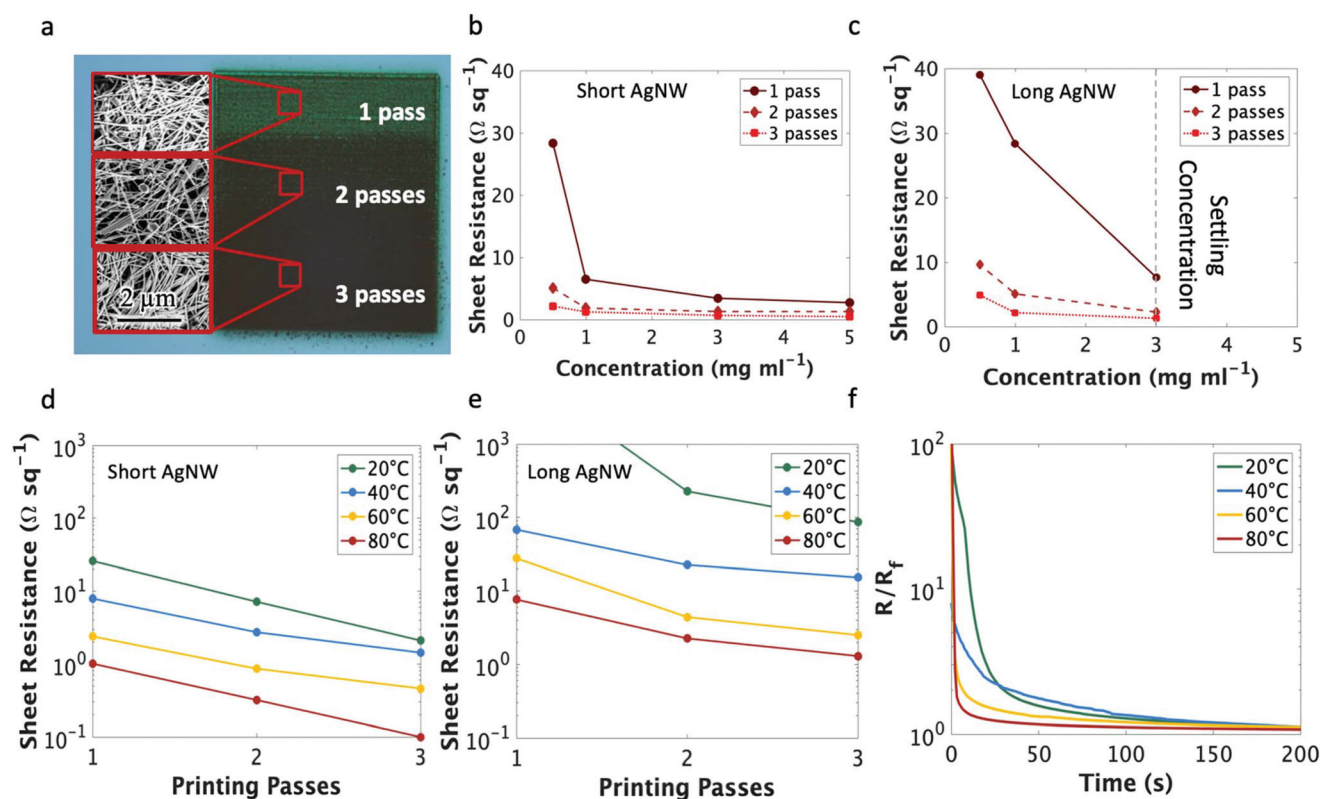 a
1 pass
2 passes
3 passes
2 μm
b
Short AgNW
1 pass
2 passes
3 passes
Sheet Resistance (Ω sq⁻¹)
40
30
20
10
0
0 1 2 3 4 5
Concentration (mg ml⁻¹)
c
Long AgNW
1 pass
2 passes
3 passes
Settling
Concentration
Sheet Resistance (Ω sq⁻¹)
40
30
20
10
0
0 1 2 3 4 5
Concentration (mg ml⁻¹)
d
Short AgNW
20°C
40°C
60°C
80°C
Sheet Resistance (Ω sq⁻¹)
10³
10²
10¹
10⁰
10⁻¹
1 2 3
Printing Passes
e
Long AgNW
20°C
40°C
60°C
80°C
Sheet Resistance (Ω sq⁻¹)
10³
10²
10¹
10⁰
10⁻¹
1 2 3
Printing Passes
f
20°C
40°C
60°C
80°C
R/R_f
10²
10¹
10⁰
0 50 100 150 200
Time (s)